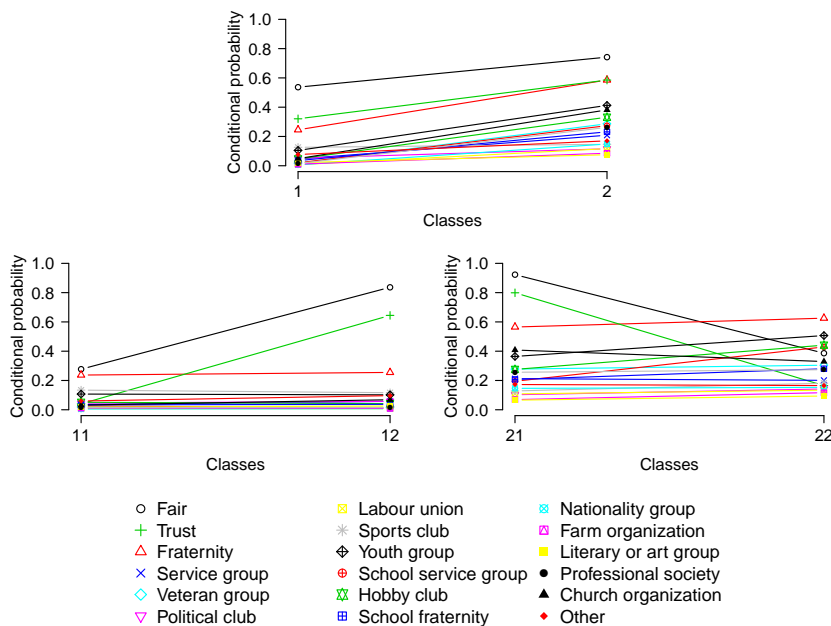 Conditional probability
1.0
0.8
0.6
0.4
0.2
0.0
1 2
Classes
Conditional probability
1.0
0.8
0.6
0.4
0.2
0.0
11 12
Classes
Conditional probability
1.0
0.8
0.6
0.4
0.2
0.0
21 22
Classes
Fair
Trust
Fraternity
Service group
Veteran group
Political club
Labour union
Sports club
Youth group
School service group
Hobby club
School fraternity
Nationality group
Farm organization
Literary or art group
Professional society
Church organization
Other